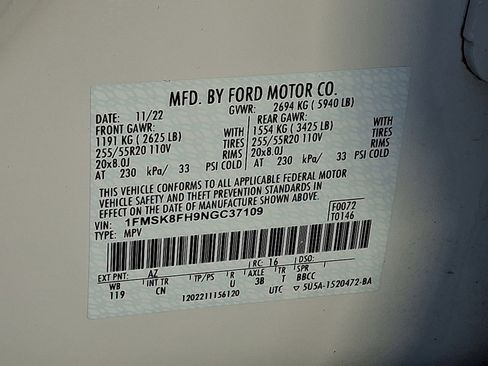 MFD. BY FORD MOTOR CO.
DATE: 11/22 GVWR: 2694 KG ( 5940 LB)
FRONT GAWR: REAR GAWR:
1191 KG ( 2625 LB) WITH 1554 KG ( 3425 LB) WITH
255/55R20 110V TIRES 255/55R20 110V TIRES
20x8.0J RIMS 20x8.0J RIMS
AT 230 kPa/ 33 PSI COLD AT 230 kPa/ 33 PSI COLD
THIS VEHICLE CONFORMS TO ALL APPLICABLE FEDERAL MOTOR
VEHICLE SAFETY AND THEFT PREVENTION STANDARDS IN
EFFECT ON THE DATE OF MANUFACTURE SHOWN ABOVE.
VIN: 1FMSK8FH9NGC37109 F0072
TYPE: MPV T0146
EXT PNT: AZ RC: 16 DSO:
WB INT TR TP/PS R AXLE TR SPR
119 CN U 3B T BBCC
1202211156120 UTC 5U5A-1520472-BA